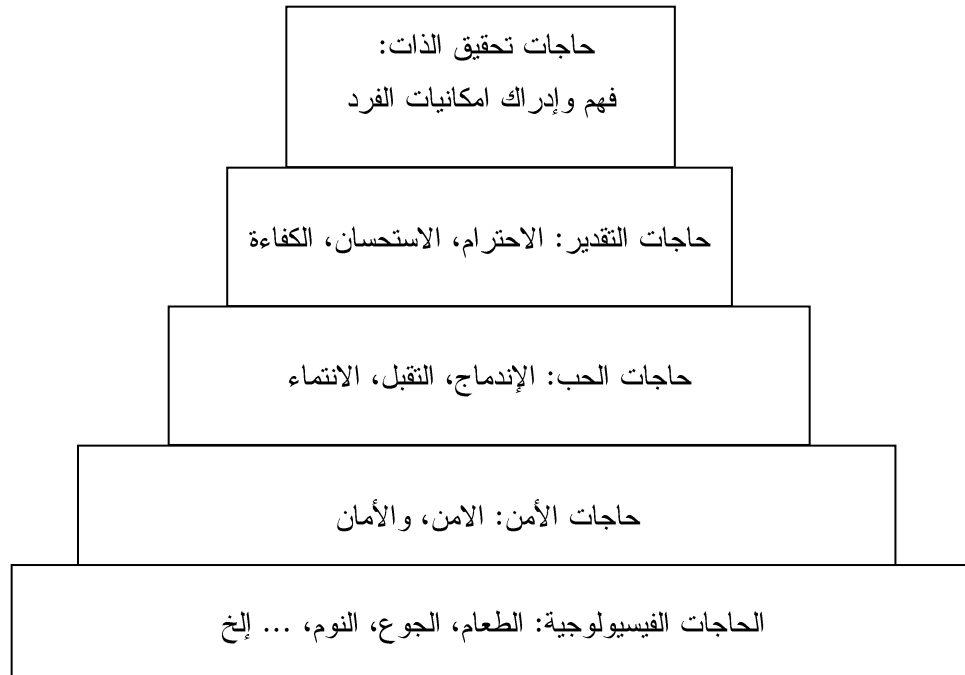 حاجات تحقيق الذات:
فهم وإدراك امكانيات الفرد
حاجات التقدير: الاحترام، الاستحسان، الكفاءة
حاجات الحب: الإندماج، التقبل، الانتماء
حاجات الأمن: الامن، والأمان
الحاجات الفيسيولوجية: الطعام، الجوع، النوم، ... إلخ